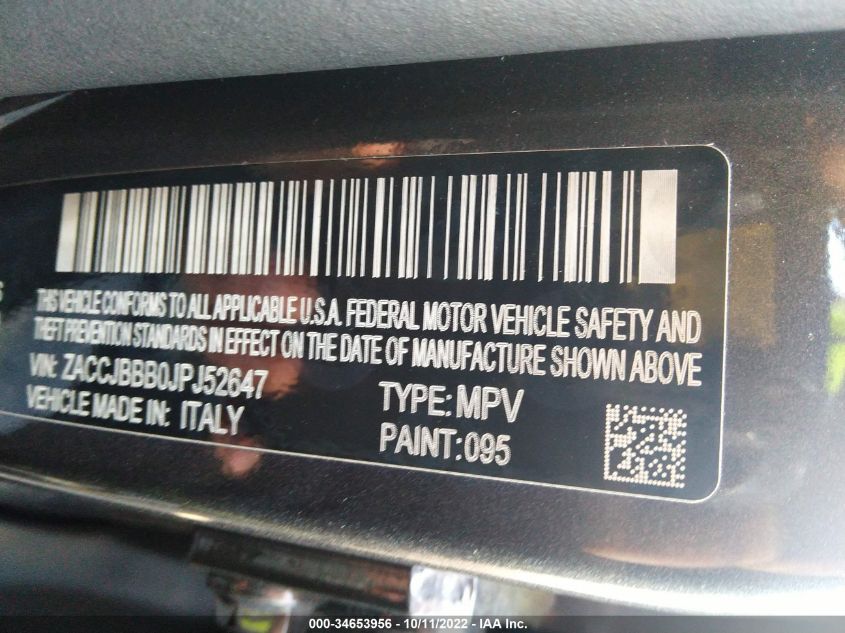 THIS VEHICLE CONFORMS TO ALL APPLICABLE U.S.A. FEDERAL MOTOR VEHICLE SAFETY AND
THEFT PREVENTION STANDARDS IN EFFECT ON THE DATE OF MANUFACTURE SHOWN ABOVE
VIN: ZACCJBBB0JPJ52647 TYPE: MPV
VEHICLE MADE IN: ITALY PAINT: 095
000-34653956 - 10/11/2022 - IAA Inc.